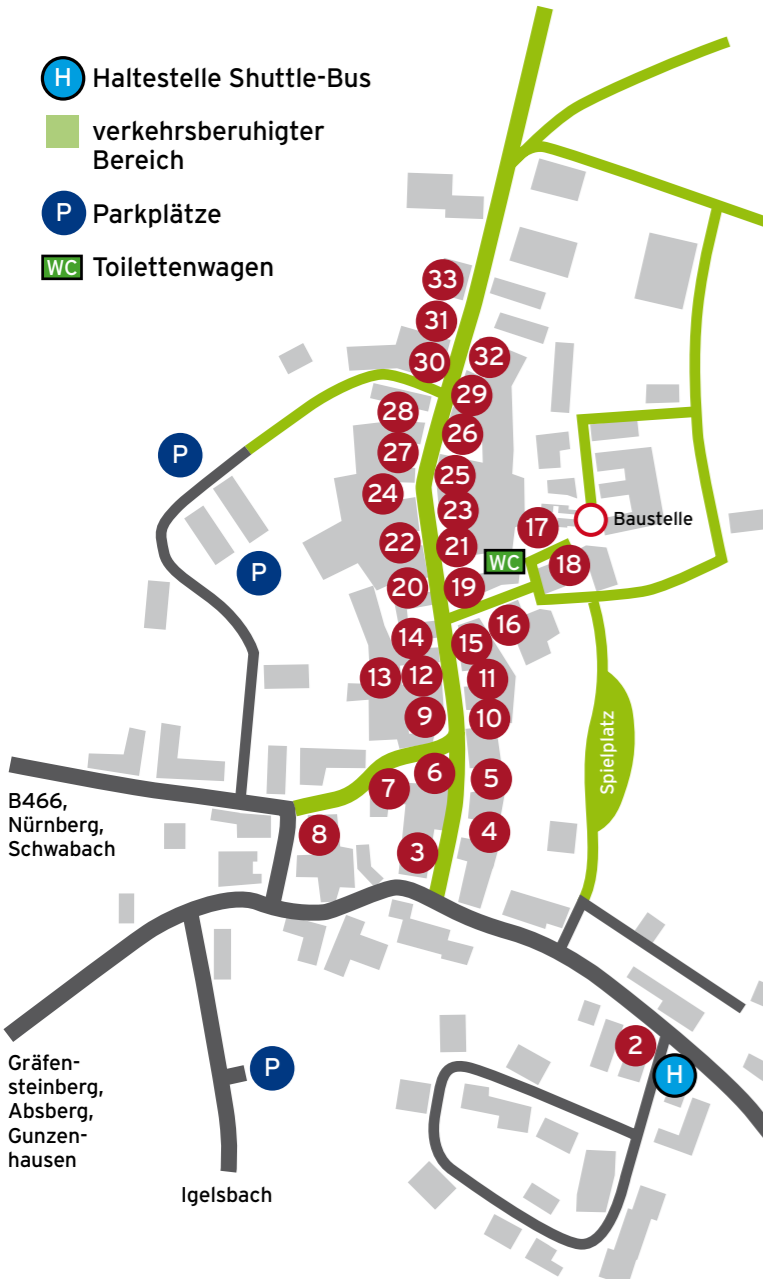 H Haltestelle Shuttle-Bus
verkehrsberuhigter
Bereich
P Parkplätze
WC Toilettenwagen
33
31
30
32
29
28
26
27
P
25
24
23
Baustelle
17
22
21
WC
18
P
20
19
16
14
15
13
12
11
9
10
Spielplatz
6
5
7
B466,
Nürnberg,
Schwabach
8
4
3
2
H
P
Gräfen-
steinberg,
Absberg,
Gunzen-
hausen
Igelsbach